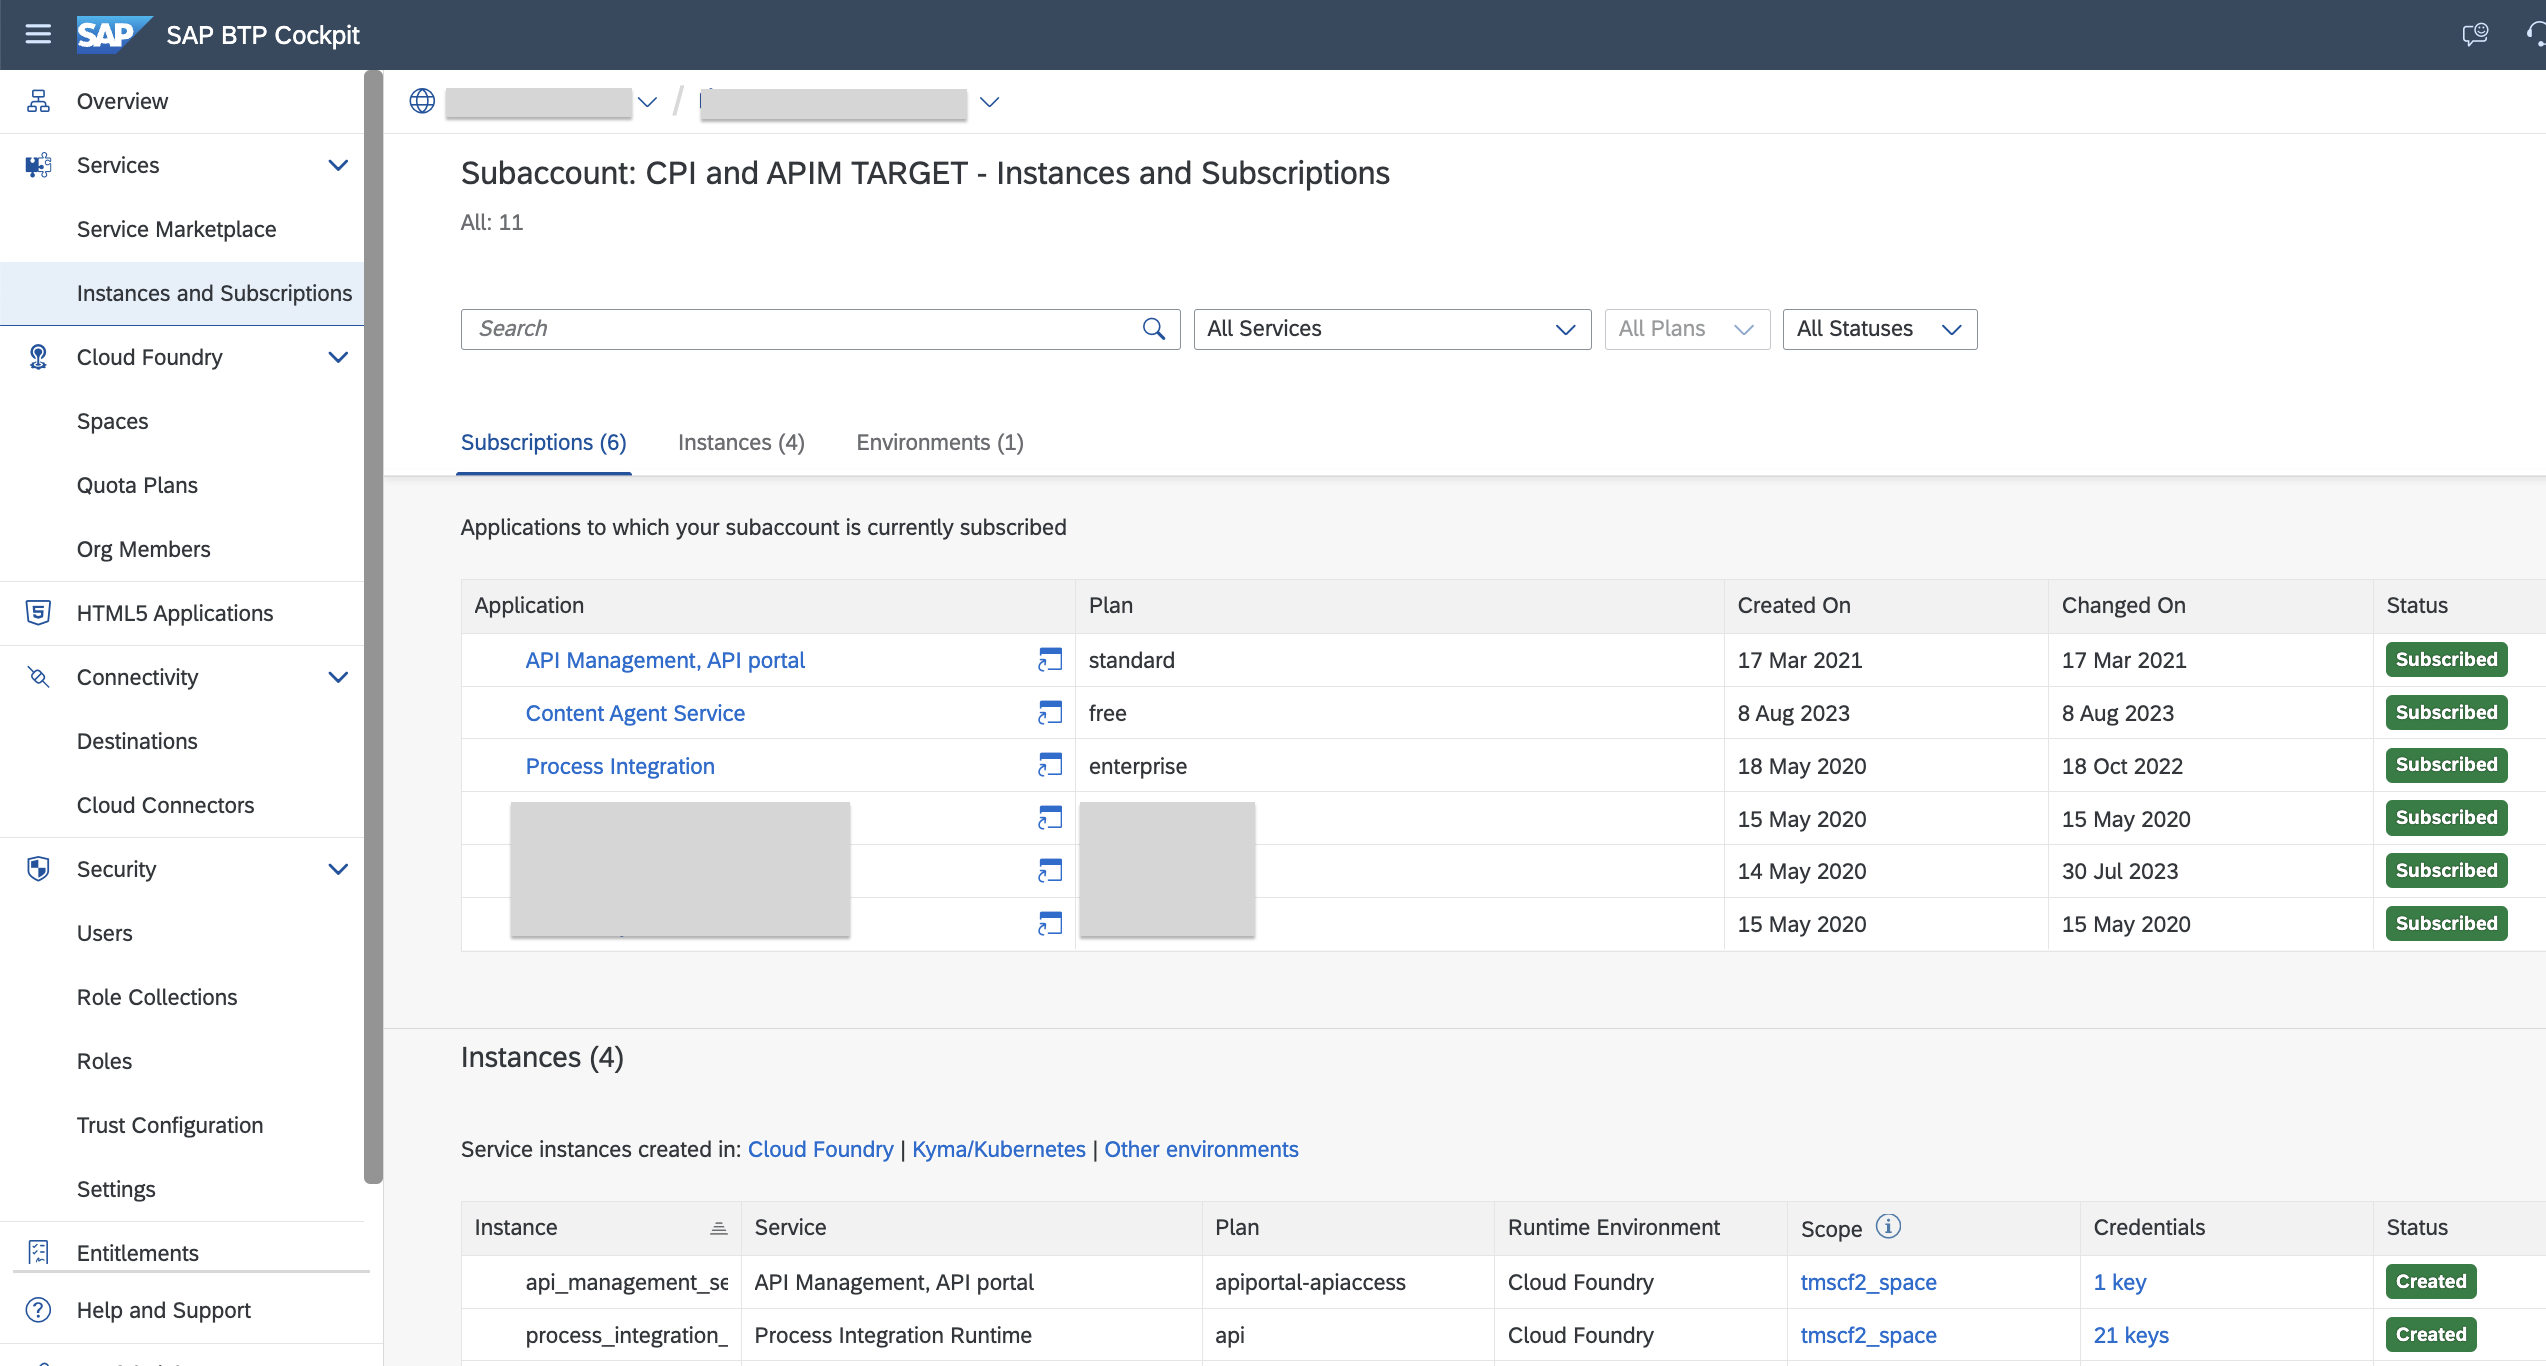 SAP SAP BTP Cockpit
Overview
Services
Service Marketplace
Instances and Subscriptions
Cloud Foundry
Spaces
Quota Plans
Org Members
HTML5 Applications
Connectivity
Destinations
Cloud Connectors
Security
Users
Role Collections
Roles
Trust Configuration
Settings
Entitlements
Help and Support
/
Subaccount: CPI and APIM TARGET - Instances and Subscriptions
All: 11
Search All Services All Plans All Statuses
Subscriptions (6) Instances (4) Environments (1)
Applications to which your subaccount is currently subscribed
Application Plan Created On Changed On Status
API Management, API portal standard 17 Mar 2021 17 Mar 2021 Subscribed
Content Agent Service free 8 Aug 2023 8 Aug 2023 Subscribed
Process Integration enterprise 18 May 2020 18 Oct 2022 Subscribed
15 May 2020 15 May 2020 Subscribed
14 May 2020 30 Jul 2023 Subscribed
15 May 2020 15 May 2020 Subscribed
Instances (4)
Service instances created in: Cloud Foundry | Kyma/Kubernetes | Other environments
Instance Service Plan Runtime Environment Scope Credentials Status
api_management_se API Management, API portal apiportal-apiaccess Cloud Foundry tmscf2_space 1 key Created
process_integration_ Process Integration Runtime api Cloud Foundry tmscf2_space 21 keys Created